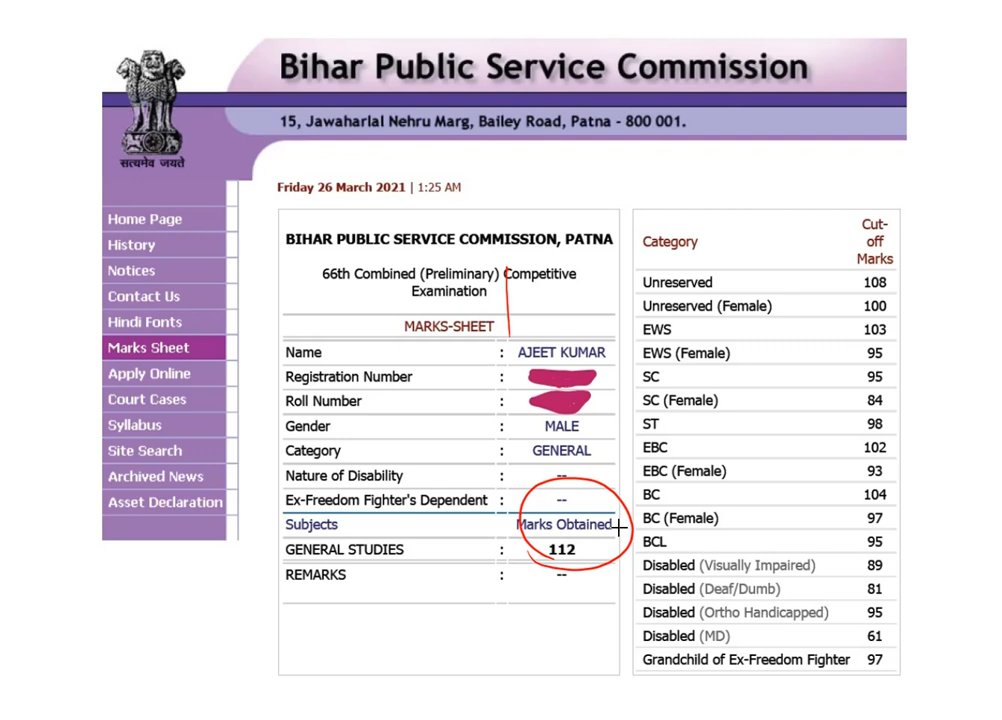 Bihar Public Service Commission
15, Jawaharlal Nehru Marg, Bailey Road, Patna - 800 001.
सत्यमेव जयते
Friday 26 March 2021 | 1:25 AM
Home Page
History
Notices
Contact Us
Hindi Fonts
Marks Sheet
Apply Online
Court Cases
Syllabus
Site Search
Archived News
Asset Declaration
BIHAR PUBLIC SERVICE COMMISSION, PATNA
66th Combined (Preliminary) Competitive
Examination
MARKS-SHEET
Name : AJEET KUMAR
Registration Number :
Roll Number :
Gender : MALE
Category : GENERAL
Nature of Disability : --
Ex-Freedom Fighter's Dependent : --
Subjects Marks Obtained
GENERAL STUDIES : 112
REMARKS : --
Category Cut-
off
Marks
Unreserved 108
Unreserved (Female) 100
EWS 103
EWS (Female) 95
SC 95
SC (Female) 84
ST 98
EBC 102
EBC (Female) 93
BC 104
BC (Female) 97
BCL 95
Disabled (Visually Impaired) 89
Disabled (Deaf/Dumb) 81
Disabled (Ortho Handicapped) 95
Disabled (MD) 61
Grandchild of Ex-Freedom Fighter 97